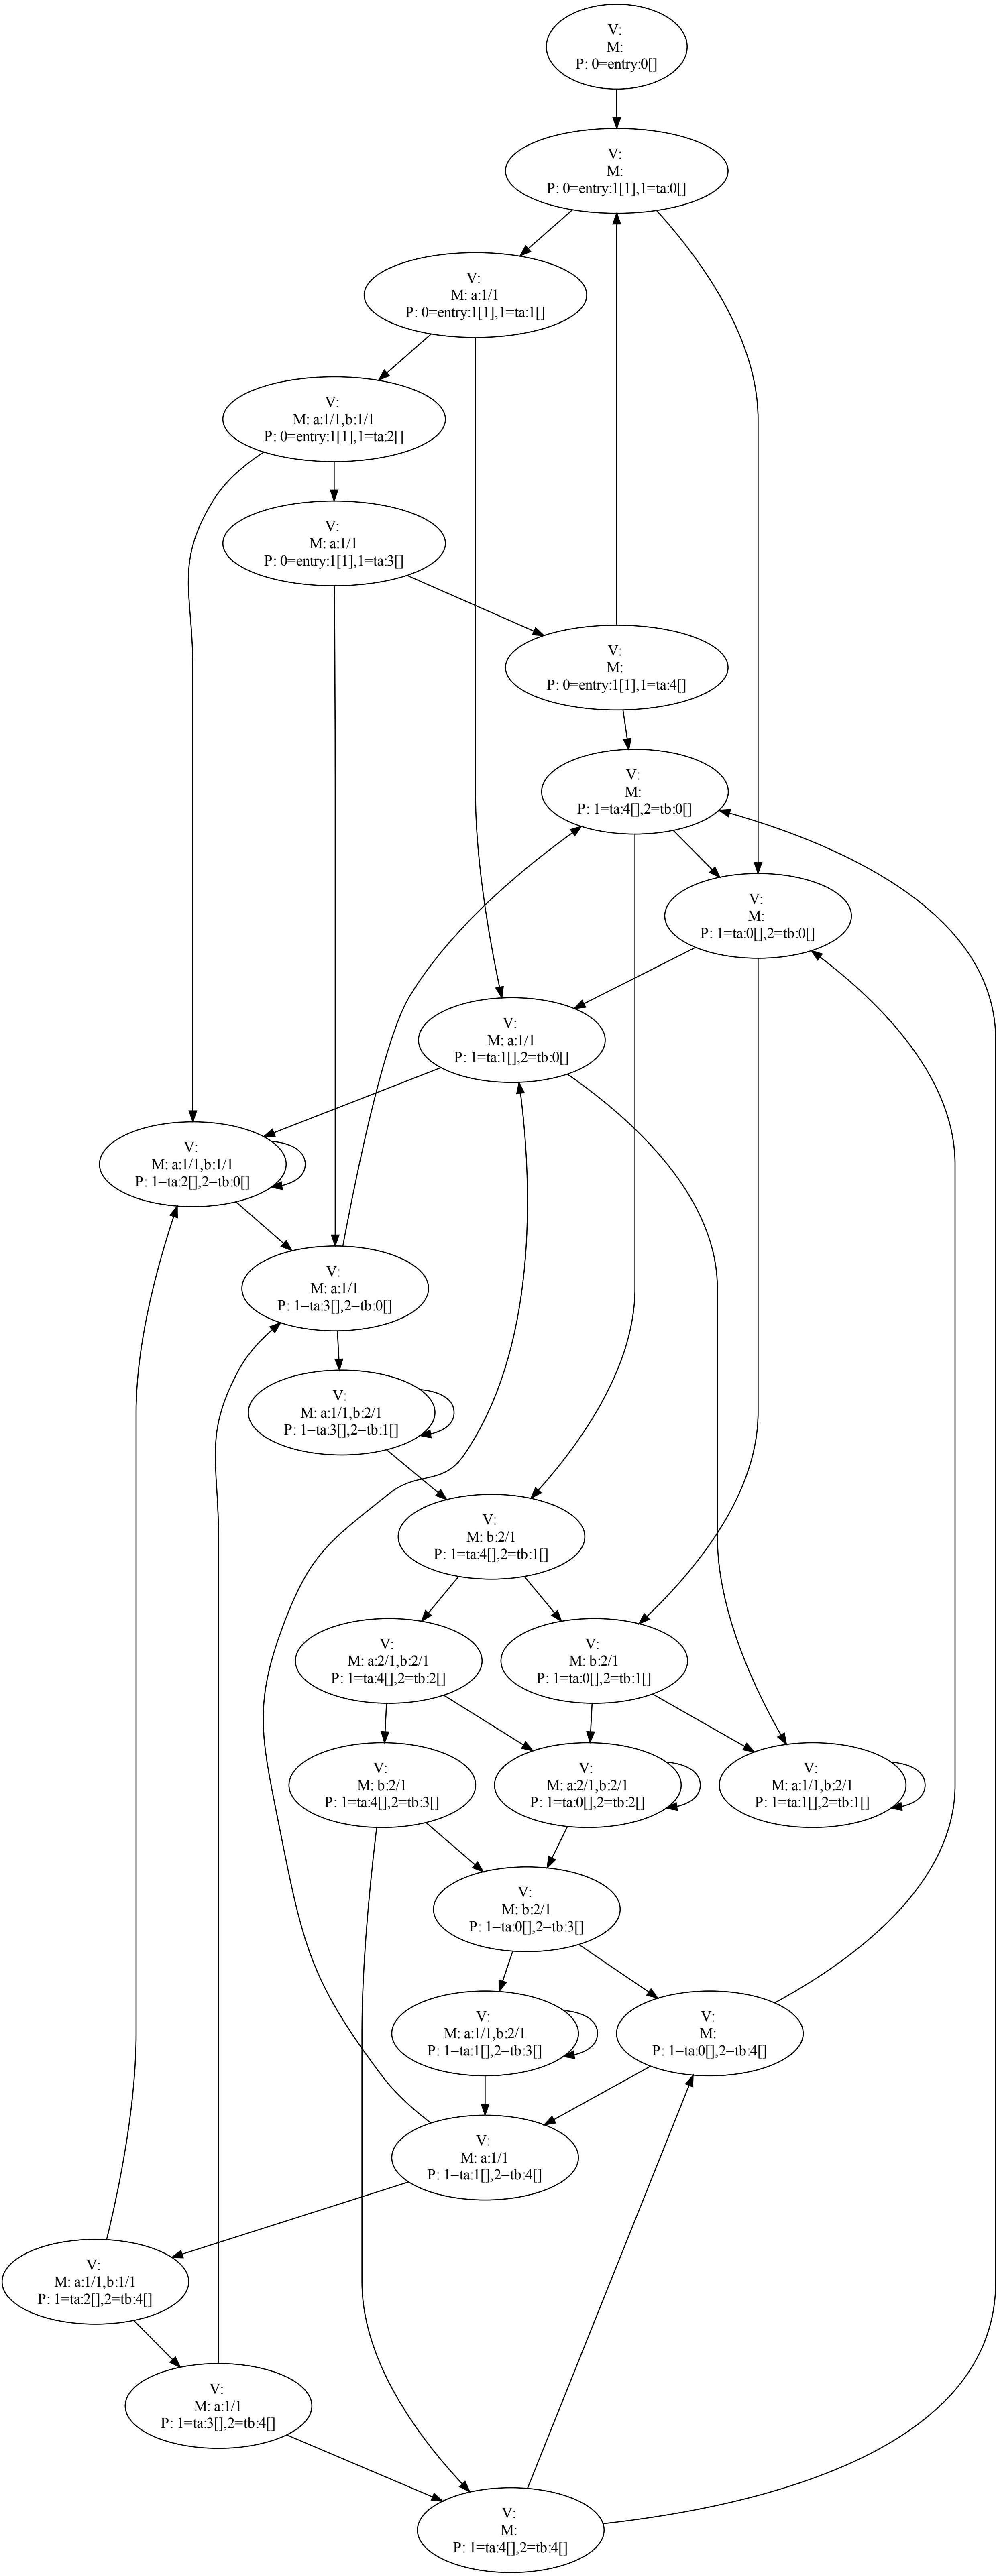 V:
M:
P: 0=entry:0[]
V:
M:
P: 0=entry:1[1],1=ta:0[]
V:
M: a:1/1
P: 0=entry:1[1],1=ta:1[]
V:
M: a:1/1,b:1/1
P: 0=entry:1[1],1=ta:2[]
V:
M: a:1/1
P: 0=entry:1[1],1=ta:3[]
V:
M:
P: 0=entry:1[1],1=ta:4[]
V:
M:
P: 1=ta:4[],2=tb:0[]
V:
M:
P: 1=ta:0[],2=tb:0[]
V:
M: a:1/1
P: 1=ta:1[],2=tb:0[]
V:
M: a:1/1,b:1/1
P: 1=ta:2[],2=tb:0[]
V:
M: a:1/1
P: 1=ta:3[],2=tb:0[]
V:
M: a:1/1,b:2/1
P: 1=ta:3[],2=tb:1[]
V:
M: b:2/1
P: 1=ta:4[],2=tb:1[]
V:
M: a:2/1,b:2/1
P: 1=ta:4[],2=tb:2[]
V:
M: b:2/1
P: 1=ta:0[],2=tb:1[]
V:
M: b:2/1
P: 1=ta:4[],2=tb:3[]
V:
M: a:2/1,b:2/1
P: 1=ta:0[],2=tb:2[]
V:
M: a:1/1,b:2/1
P: 1=ta:1[],2=tb:1[]
V:
M: b:2/1
P: 1=ta:0[],2=tb:3[]
V:
M: a:1/1,b:2/1
P: 1=ta:1[],2=tb:3[]
V:
M:
P: 1=ta:0[],2=tb:4[]
V:
M: a:1/1
P: 1=ta:1[],2=tb:4[]
V:
M: a:1/1,b:1/1
P: 1=ta:2[],2=tb:4[]
V:
M: a:1/1
P: 1=ta:3[],2=tb:4[]
V:
M:
P: 1=ta:4[],2=tb:4[]